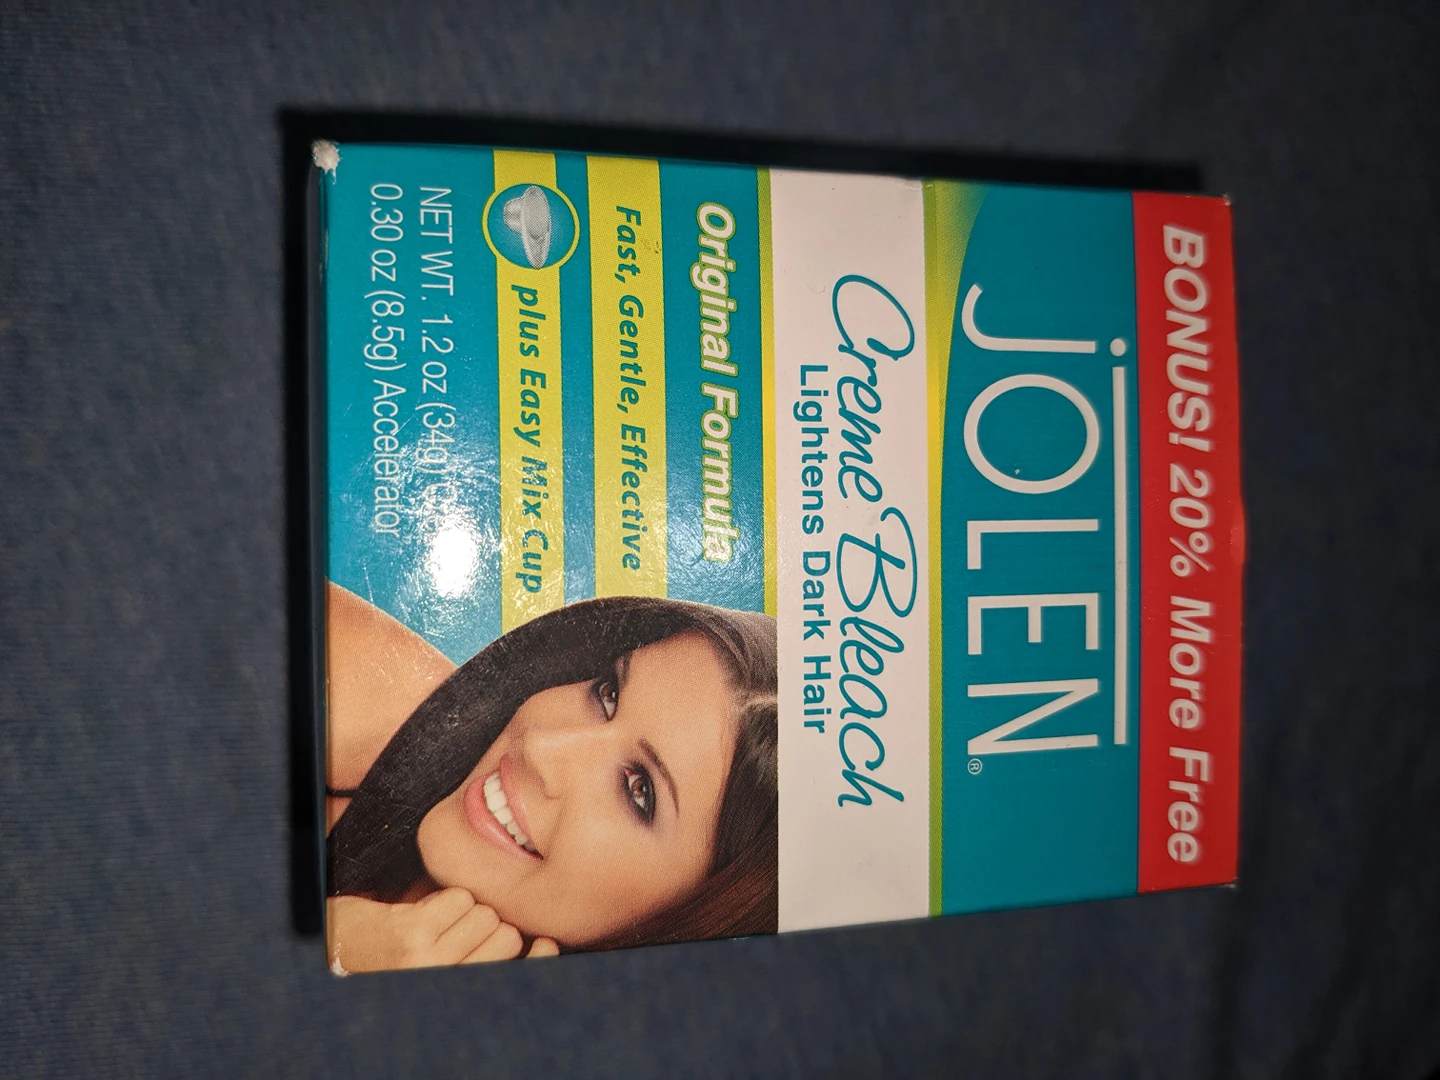 BONUS! 20% More Free
JOLEN®
Creme Bleach
Lightens Dark Hair
Original Formula
Fast, Gentle, Effective
plus Easy Mix Cup
NET WT. 1.2 oz (34g)
0.30 oz (8.5g) Accelerator